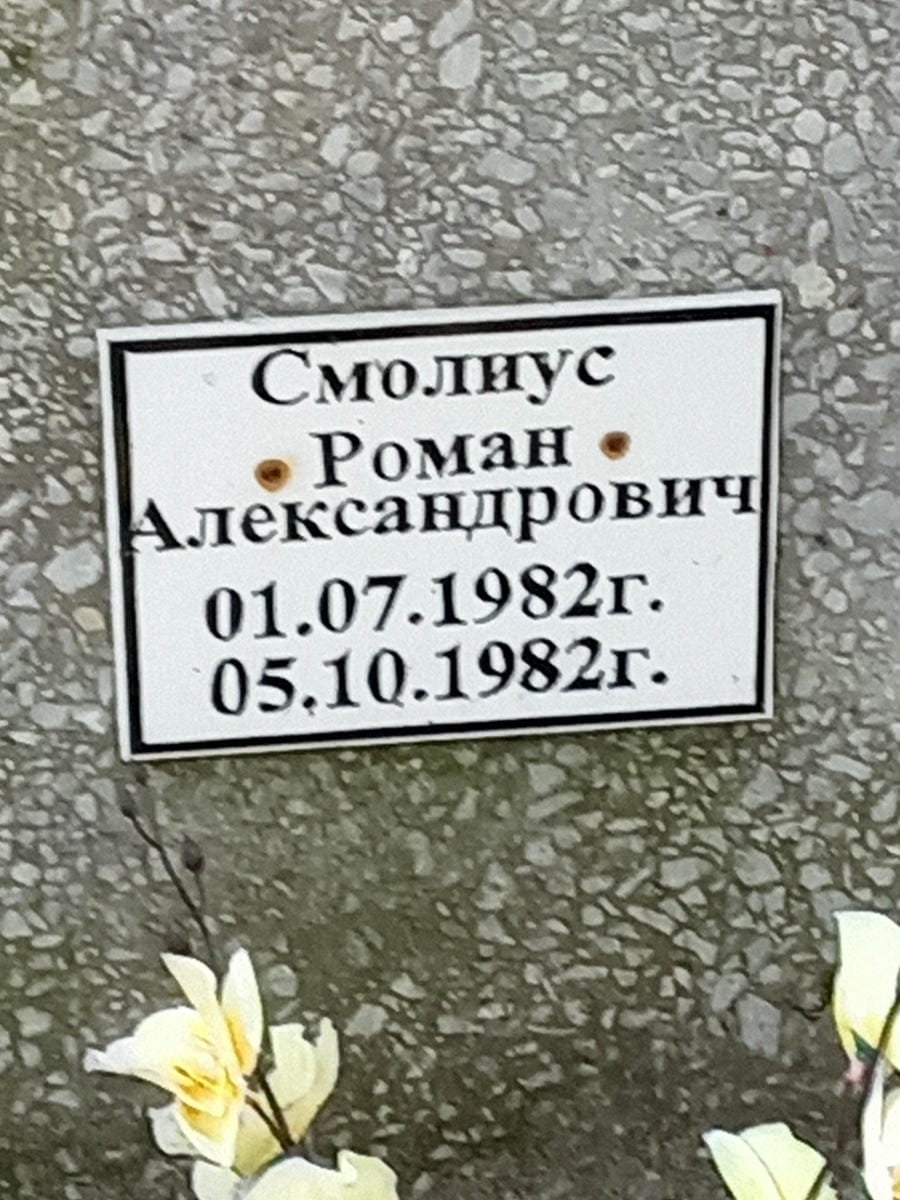 Смолиус
Роман
Александрович
01.07.1982г.
05.10.1982г.